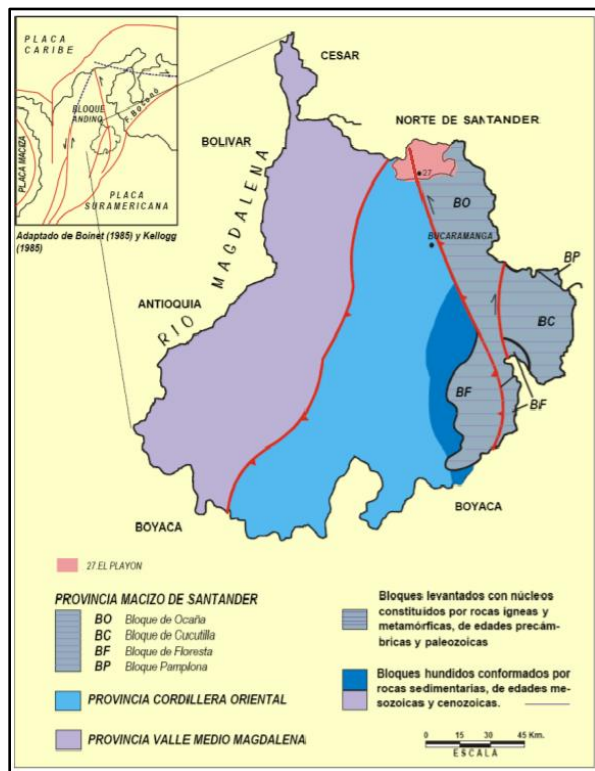 PLACA
CARIBE
BLOQUE
ANDINO
F. Boconó
PLACA MACIZA
PLACA
SURAMERICANA
Adaptado de Boinet (1985) y Kellogg
(1985)
CESAR
NORTE DE SANTANDER
BOLIVAR
27
BO
BUCARAMANGA
BP
BC
ANTIOQUIA
RIO MAGDALENA
BF
BF
BOYACA
BOYACA
27.EL PLAYON
PROVINCIA MACIZO DE SANTANDER
BO Bloque de Ocaña
BC Bloque de Cucutilla
BF Bloque de Floresta
BP Bloque Pamplona
PROVINCIA CORDILLERA ORIENTAL
PROVINCIA VALLE MEDIO MAGDALENA
Bloques levantados con núcleos
constituidos por rocas ígneas y
metamórficas, de edades precám-
bricas y paleozoicas
Bloques hundidos conformados por
rocas sedimentarias, de edades me-
sozoicas y cenozoicas.
0 15 30 45 Km.
ESCALA